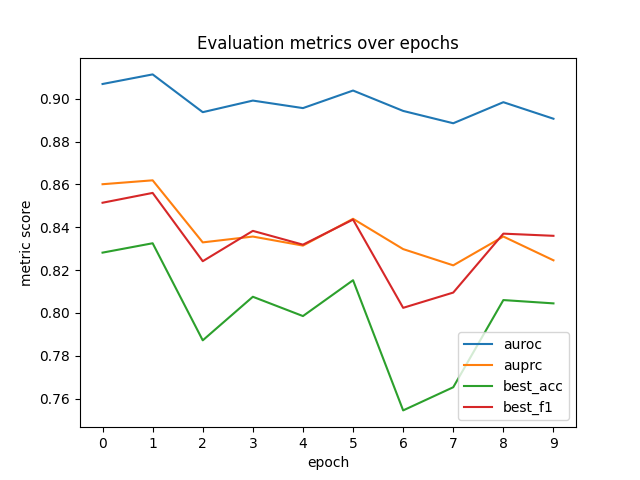 Evaluation metrics over epochs
metric score
0.90
0.88
0.86
0.84
0.82
0.80
0.78
0.76
0 1 2 3 4 5 6 7 8 9
epoch
auroc
auprc
best_acc
best_f1